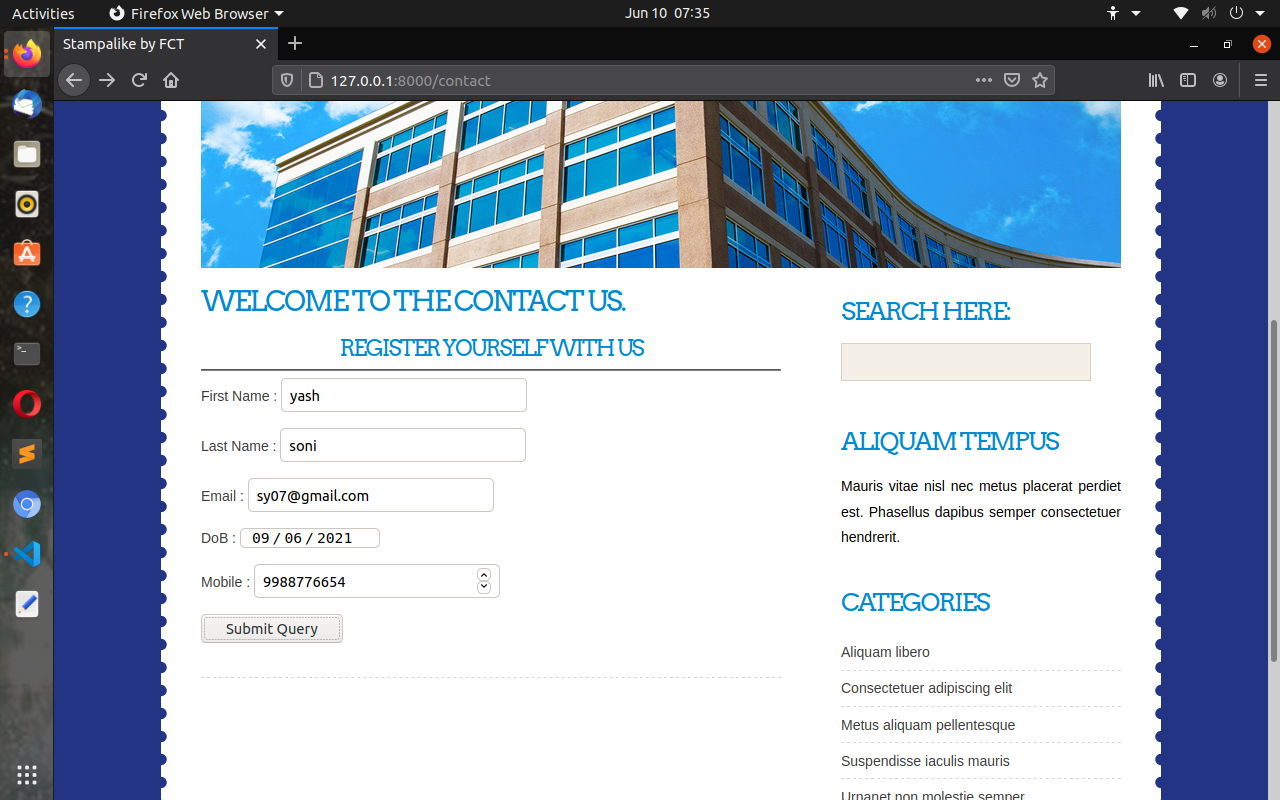 Activities
Firefox Web Browser
Jun 10 07:35
Stampalike by FCT
127.0.0.1:8000/contact
WELCOME TO THE CONTACT US.
REGISTER YOURSELF WITH US
First Name : yash
Last Name : soni
Email : sy07@gmail.com
DoB : 09 / 06 / 2021
Mobile : 9988776654
Submit Query
SEARCH HERE:
ALIQUAM TEMPUS
Mauris vitae nisl nec metus placerat perdiet
est. Phasellus dapibus semper consectetuer
hendrerit.
CATEGORIES
Aliquam libero
Consectetuer adipiscing elit
Metus aliquam pellentesque
Suspendisse iaculis mauris
Urnanet non molestie semper